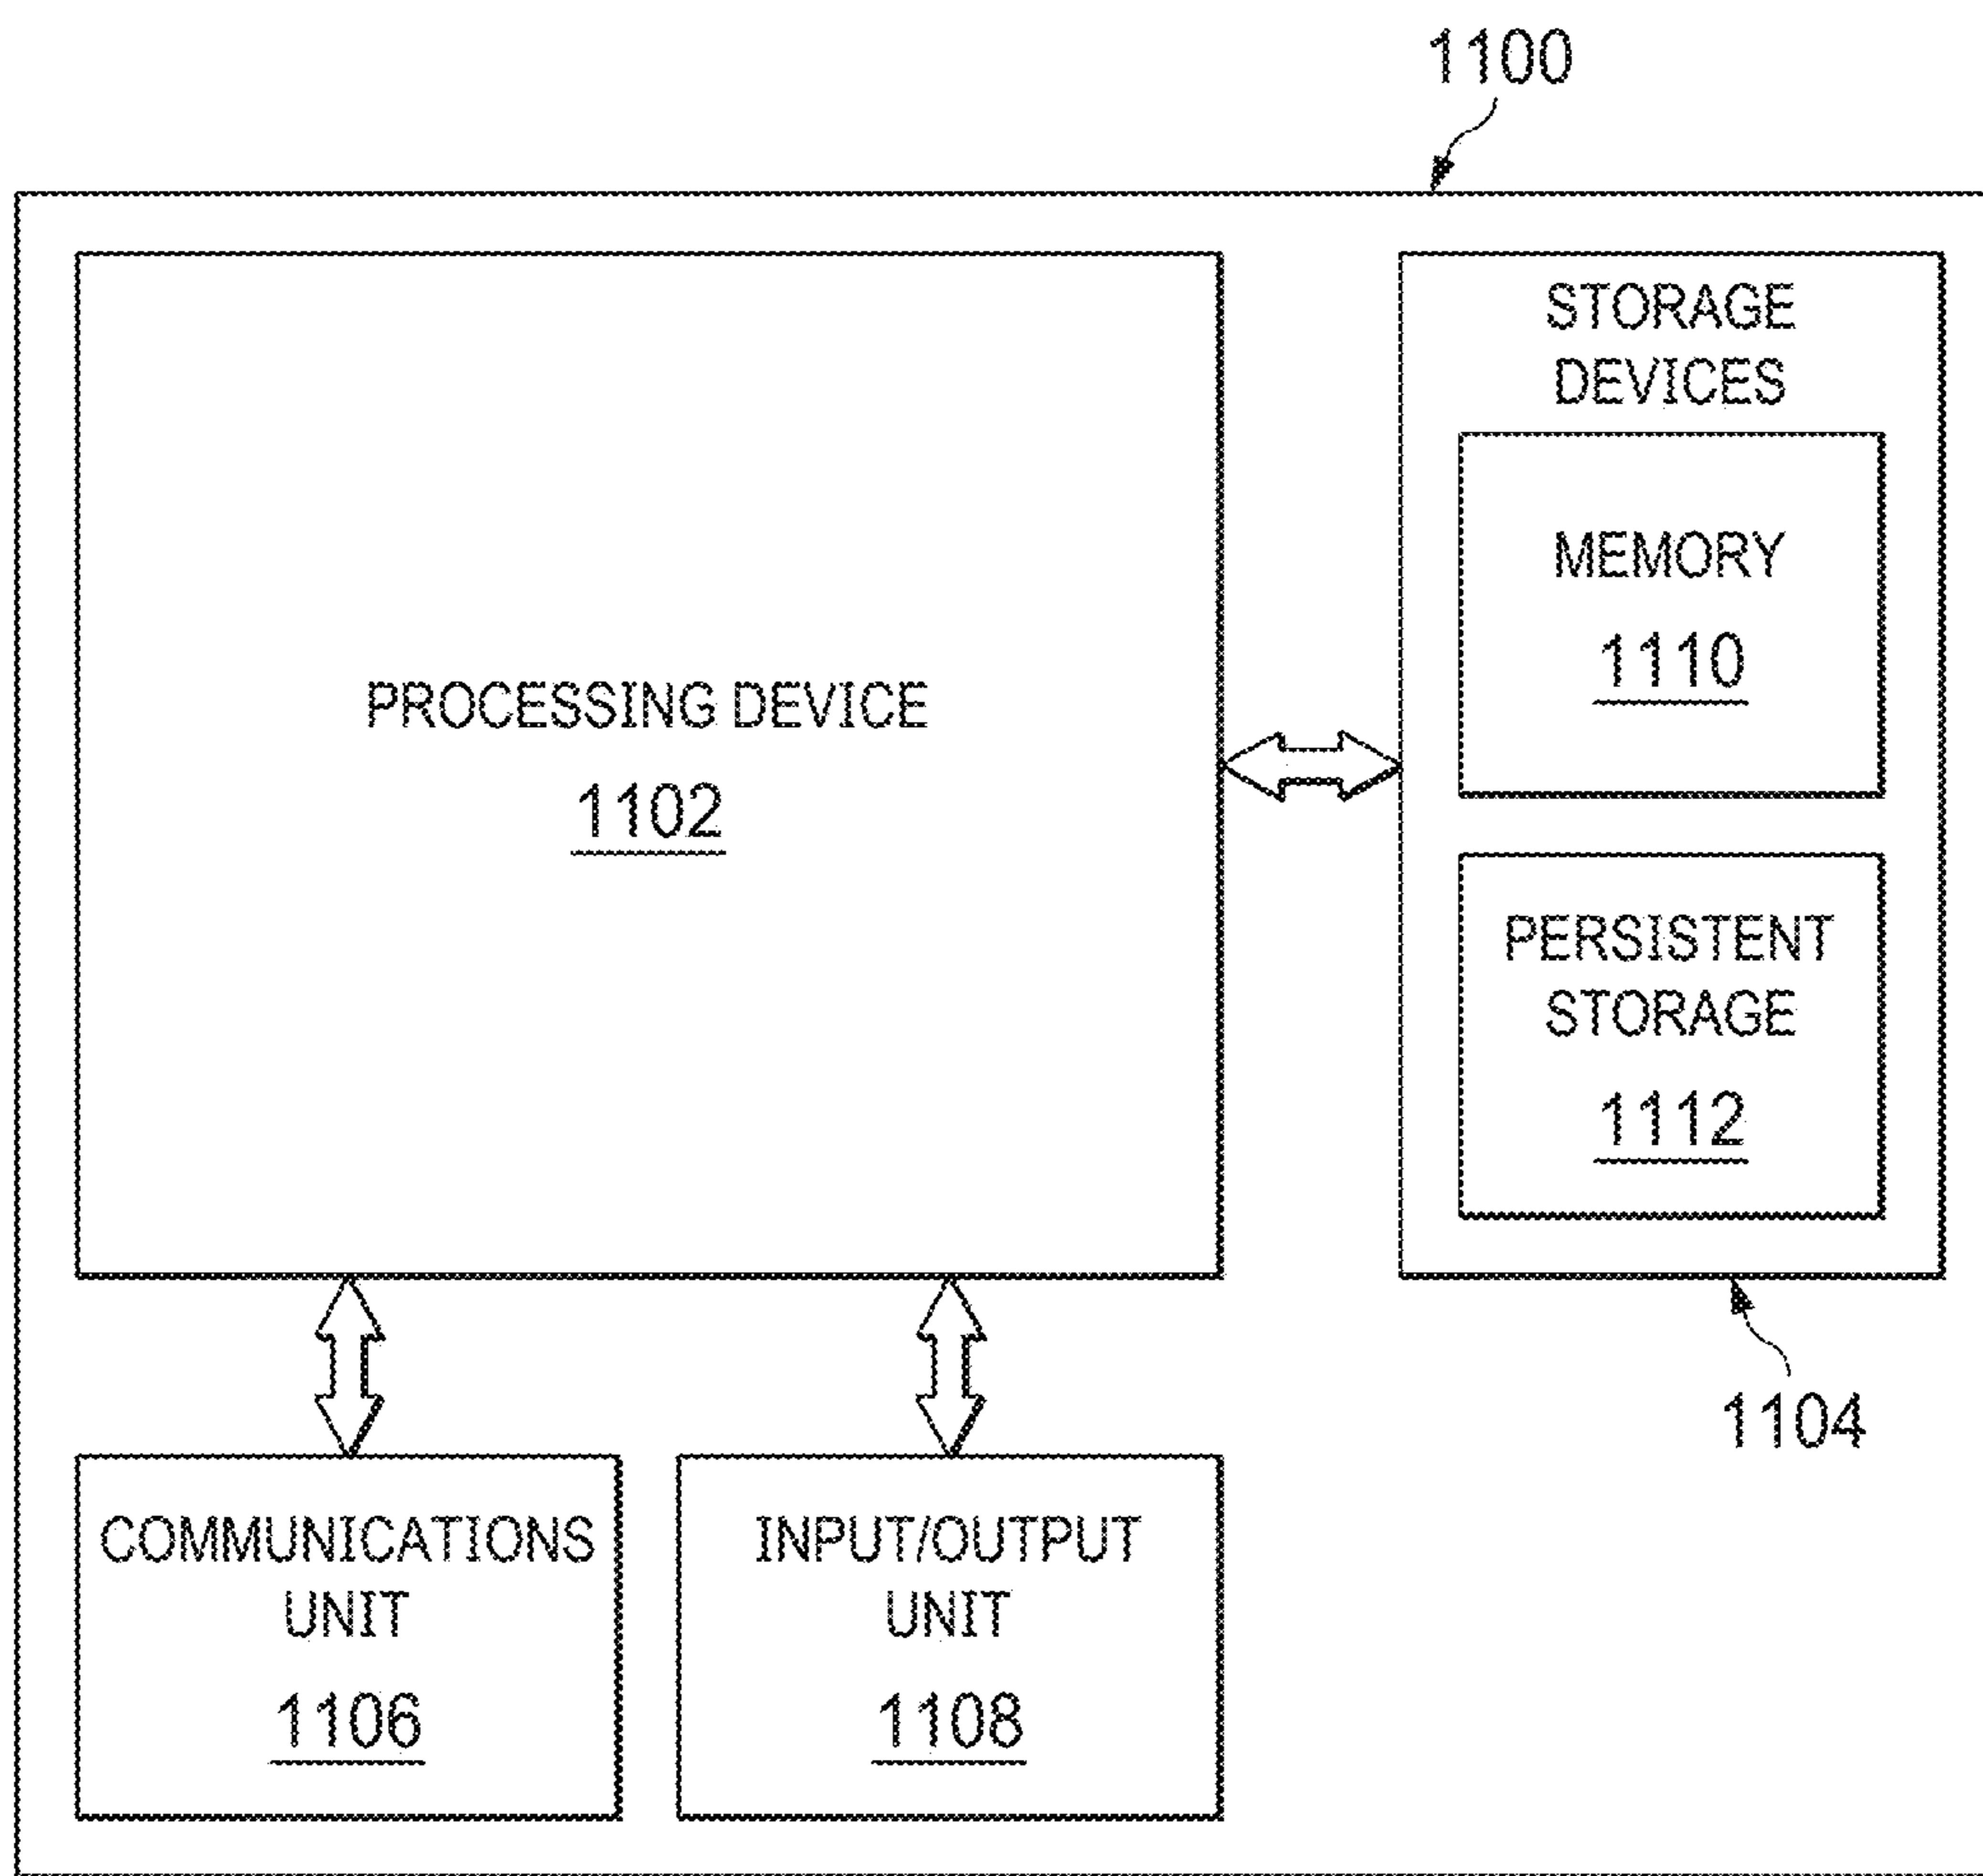 1100
STORAGE
DEVICES
MEMORY
1110
PROCESSING DEVICE
1102
PERSISTENT
STORAGE
1112
1104
COMMUNICATIONS
UNIT
1106
INPUT/OUTPUT
UNIT
1108